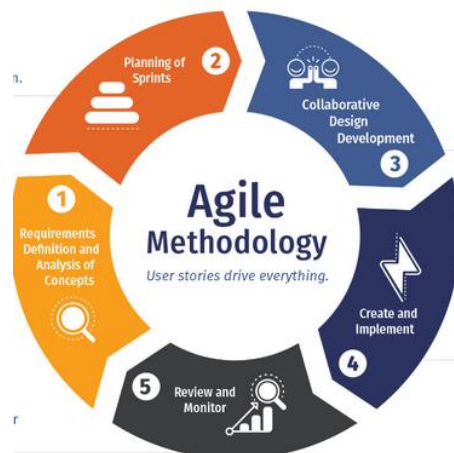 n.
Planning of
Sprints
2
Collaborative
Design
Development
3
1
Requirements
Definition and
Analysis of
Concepts
Agile
Methodology
User stories drive everything.
Create and
Implement
4
5
Review and
Monitor
r